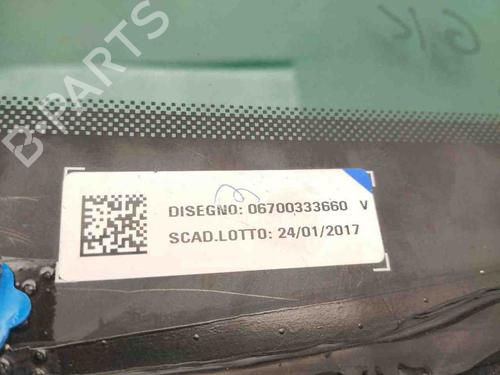 G.K
B-PARTS
DISEGNO: 06700333660 V
SCAD.LOTTO: 24/01/2017